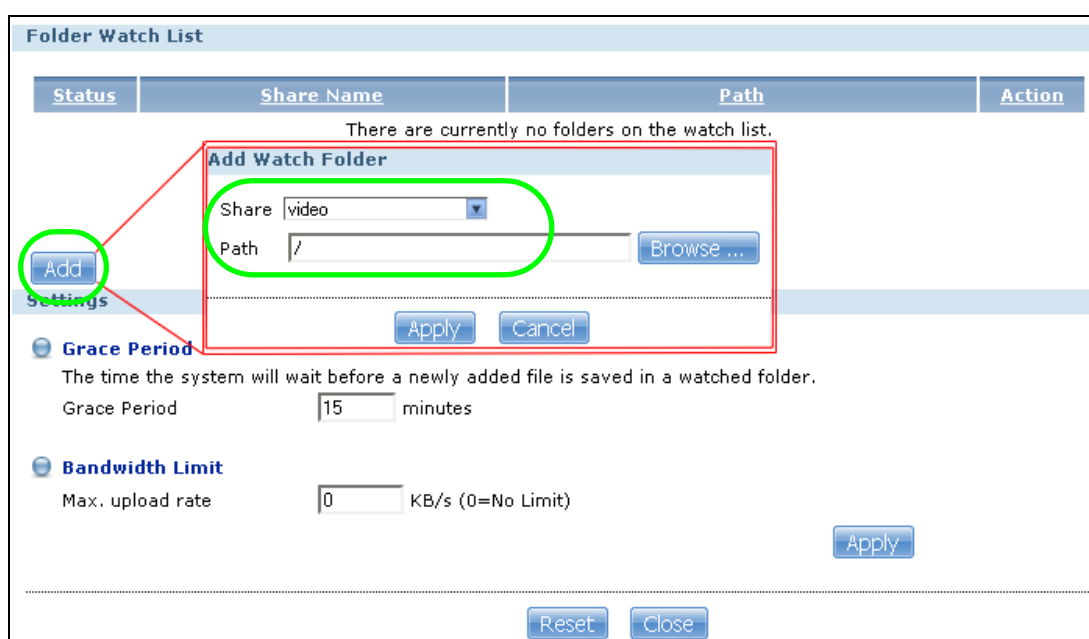 Folder Watch List
Status Share Name Path Action
There are currently no folders on the watch list.
Add Watch Folder
Share video
Path / Browse ...
Add
Apply Cancel
Settings
Grace Period
The time the system will wait before a newly added file is saved in a watched folder.
Grace Period 15 minutes
Bandwidth Limit
Max. upload rate 0 KB/s (0=No Limit)
Apply
Reset Close